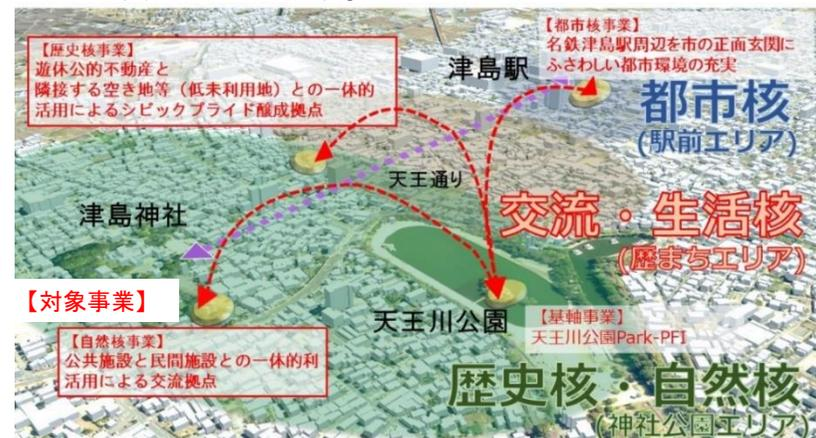 【歴史核事業】
遊休公的不動産と
隣接する空き地等（低未利用地）との一体的
活用によるシビックプライド醸成拠点
【都市核事業】
名鉄津島駅周辺を市の正面玄関に
ふさわしい都市環境の充実
津島駅
都市核
(駅前エリア)
天王通り
津島神社
交流・生活核
(歴まちエリア)
【対象事業】
天王川公園
【基軸事業】
天王川公園Park-PFI
【自然核事業】
公共施設と民間施設との一体的利
活用による交流拠点
歴史核・自然核
(神社公園エリア)